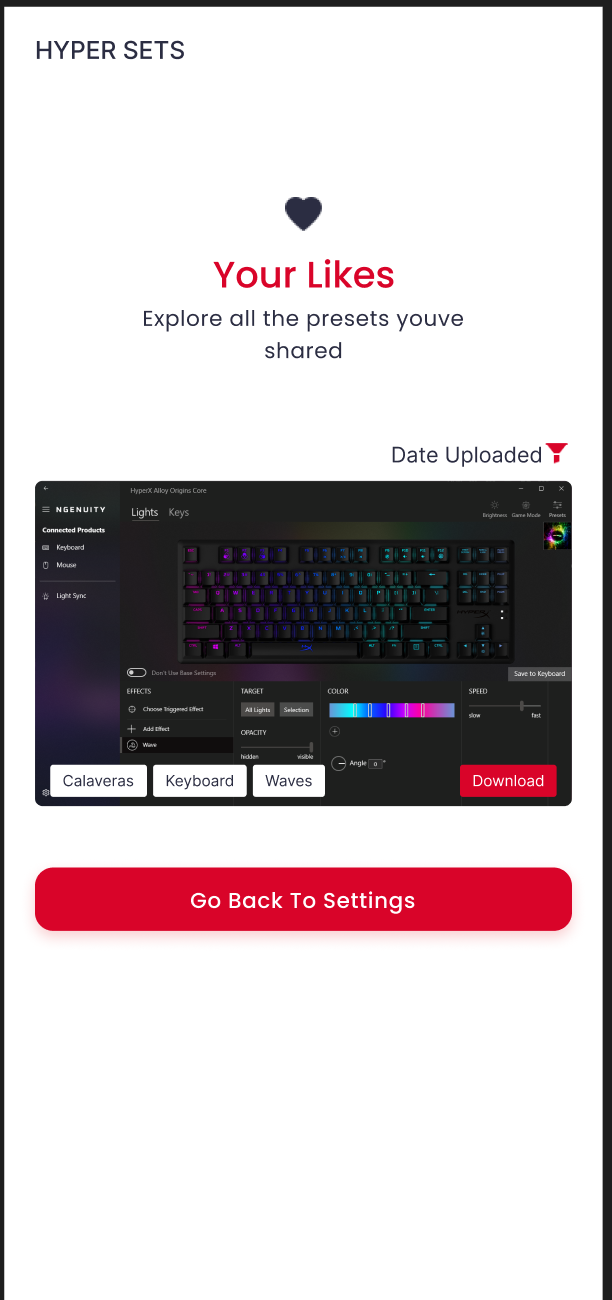 HYPER SETS
Your Likes
Explore all the presets youve
shared
Date Uploaded
HyperX Alloy Origins Core
NGENUITY
Lights Keys
Brightness Game Mode Presets
Connected Products
Keyboard
Mouse
Light Sync
Don't Use Base Settings
Save to Keyboard
EFFECTS
Choose Triggered Effect
Add Effect
Wave
TARGET
All Lights Selection
OPACITY
hidden visible
COLOR
Angle 0°
SPEED
slow fast
Calaveras Keyboard Waves Download
Go Back To Settings